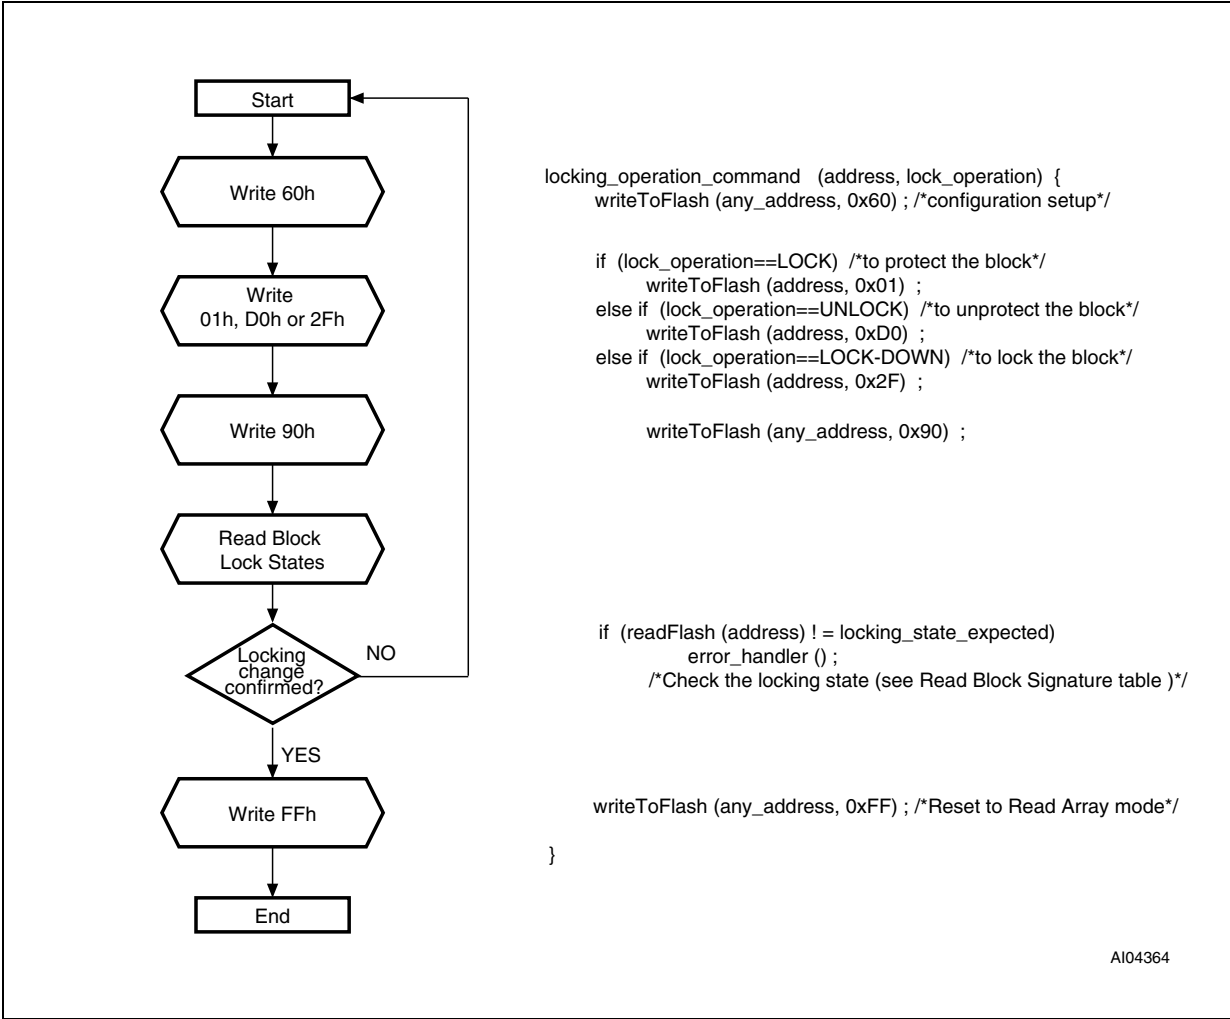 Start
Write 60h
Write
01h, D0h or 2Fh
Write 90h
Read Block
Lock States
Locking
change
confirmed?
NO
YES
Write FFh
End
locking_operation_command (address, lock_operation) {
writeToFlash (any_address, 0x60) ; /*configuration setup*/
if (lock_operation==LOCK) /*to protect the block*/
writeToFlash (address, 0x01) ;
else if (lock_operation==UNLOCK) /*to unprotect the block*/
writeToFlash (address, 0xD0) ;
else if (lock_operation==LOCK-DOWN) /*to lock the block*/
writeToFlash (address, 0x2F) ;
writeToFlash (any_address, 0x90) ;
if (readFlash (address) ! = locking_state_expected)
error_handler () ;
/*Check the locking state (see Read Block Signature table )*/
writeToFlash (any_address, 0xFF) ; /*Reset to Read Array mode*/
}
AI04364